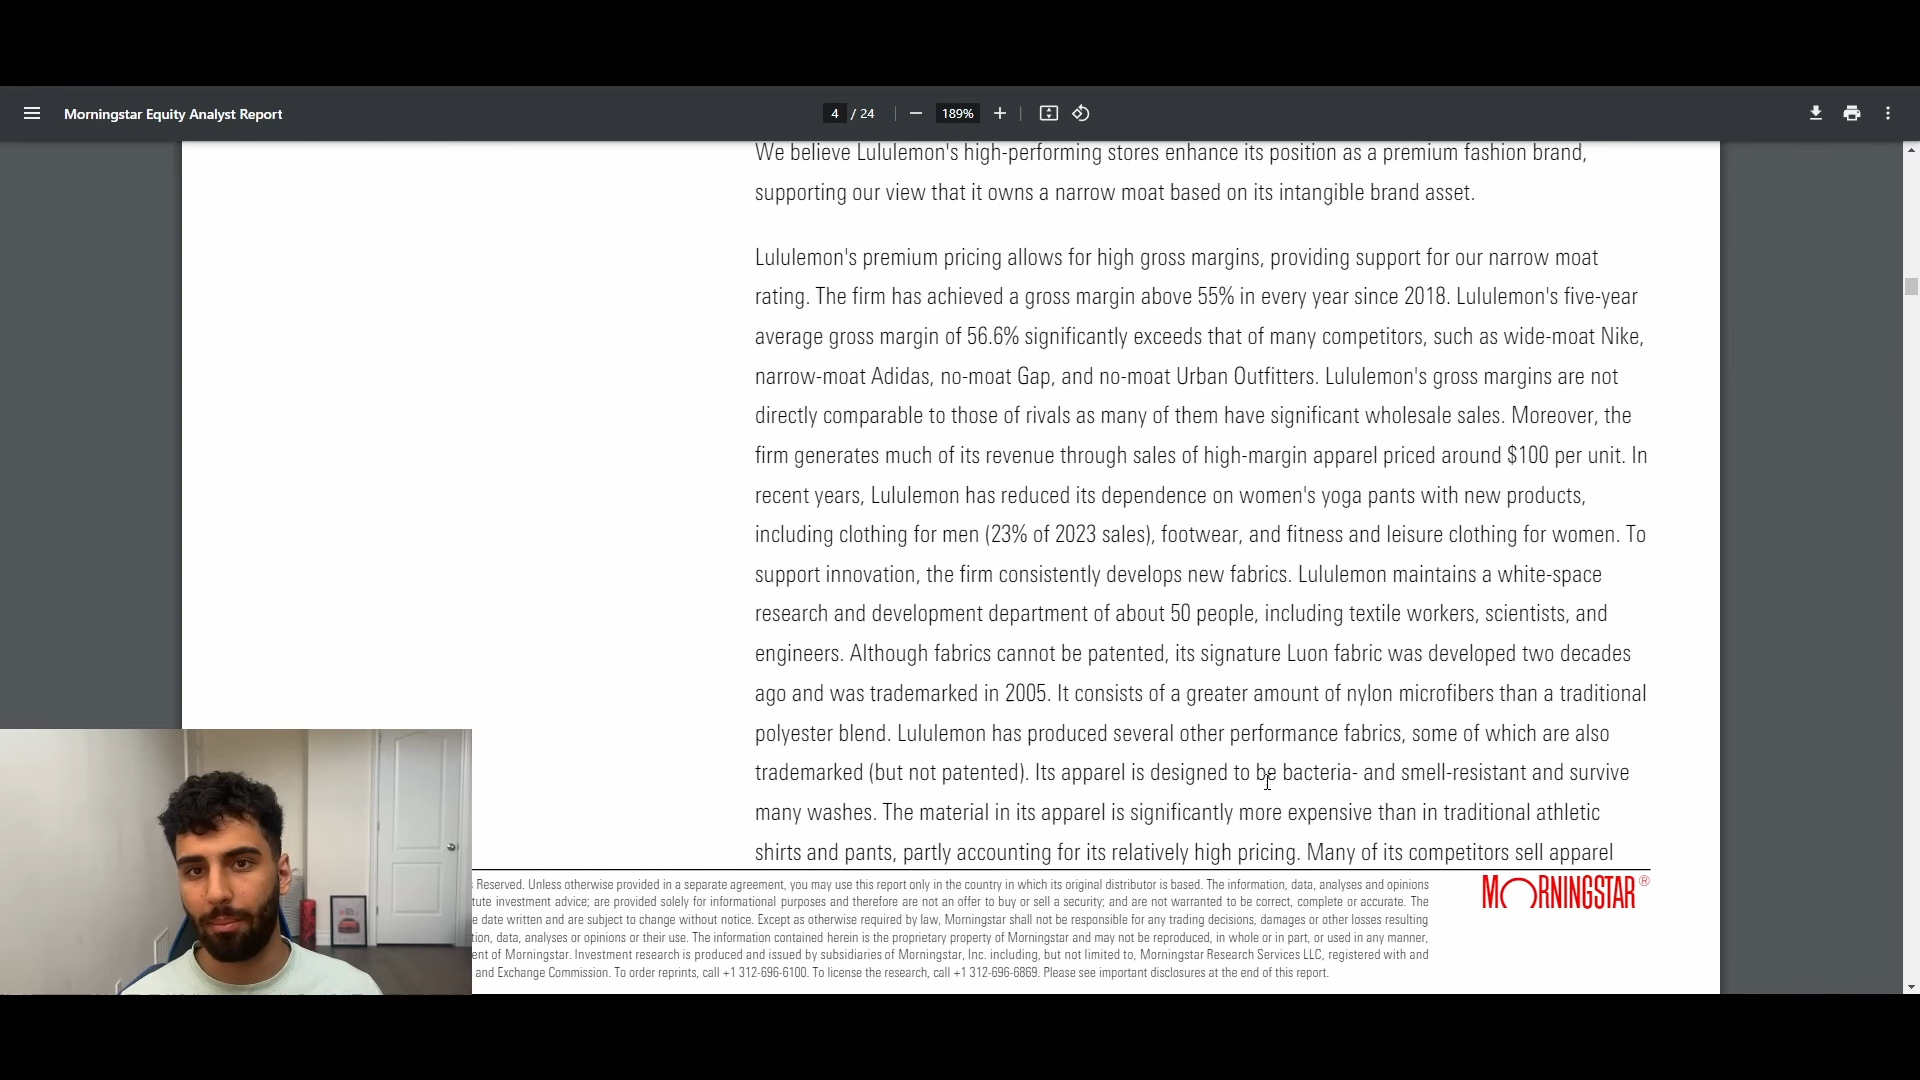 Morningstar Equity Analyst Report
4 / 24
189%
We believe Lululemon's high-performing stores enhance its position as a premium fashion brand,
supporting our view that it owns a narrow moat based on its intangible brand asset.
Lululemon's premium pricing allows for high gross margins, providing support for our narrow moat
rating. The firm has achieved a gross margin above 55% in every year since 2018. Lululemon's five-year
average gross margin of 56.6% significantly exceeds that of many competitors, such as wide-moat Nike,
narrow-moat Adidas, no-moat Gap, and no-moat Urban Outfitters. Lululemon's gross margins are not
directly comparable to those of rivals as many of them have significant wholesale sales. Moreover, the
firm generates much of its revenue through sales of high-margin apparel priced around $100 per unit. In
recent years, Lululemon has reduced its dependence on women's yoga pants with new products,
including clothing for men (23% of 2023 sales), footwear, and fitness and leisure clothing for women. To
support innovation, the firm consistently develops new fabrics. Lululemon maintains a white-space
research and development department of about 50 people, including textile workers, scientists, and
engineers. Although fabrics cannot be patented, its signature Luon fabric was developed two decades
ago and was trademarked in 2005. It consists of a greater amount of nylon microfibers than a traditional
polyester blend. Lululemon has produced several other performance fabrics, some of which are also
trademarked (but not patented). Its apparel is designed to be bacteria- and smell-resistant and survive
many washes. The material in its apparel is significantly more expensive than in traditional athletic
shirts and pants, partly accounting for its relatively high pricing. Many of its competitors sell apparel
Reserved. Unless otherwise provided in a separate agreement, you may use this report only in the country in which its original distributor is based. The information, data, analyses and opinions
tute investment advice; are provided solely for informational purposes and therefore are not an offer to buy or sell a security; and are not warranted to be correct, complete or accurate. The
e date written and are subject to change without notice. Except as otherwise required by law, Morningstar shall not be responsible for any trading decisions, damages or other losses resulting
tion, data, analyses or opinions or their use. The information contained herein is the proprietary property of Morningstar and may not be reproduced, in whole or in part, or used in any manner,
ent of Morningstar. Investment research is produced and issued by subsidiaries of Morningstar, Inc. including, but not limited to, Morningstar Research Services LLC, registered with and
and Exchange Commission. To order reprints, call +1 312-696-6100. To license the research, call +1 312-696-6869. Please see important disclosures at the end of this report.
MORNINGSTAR®